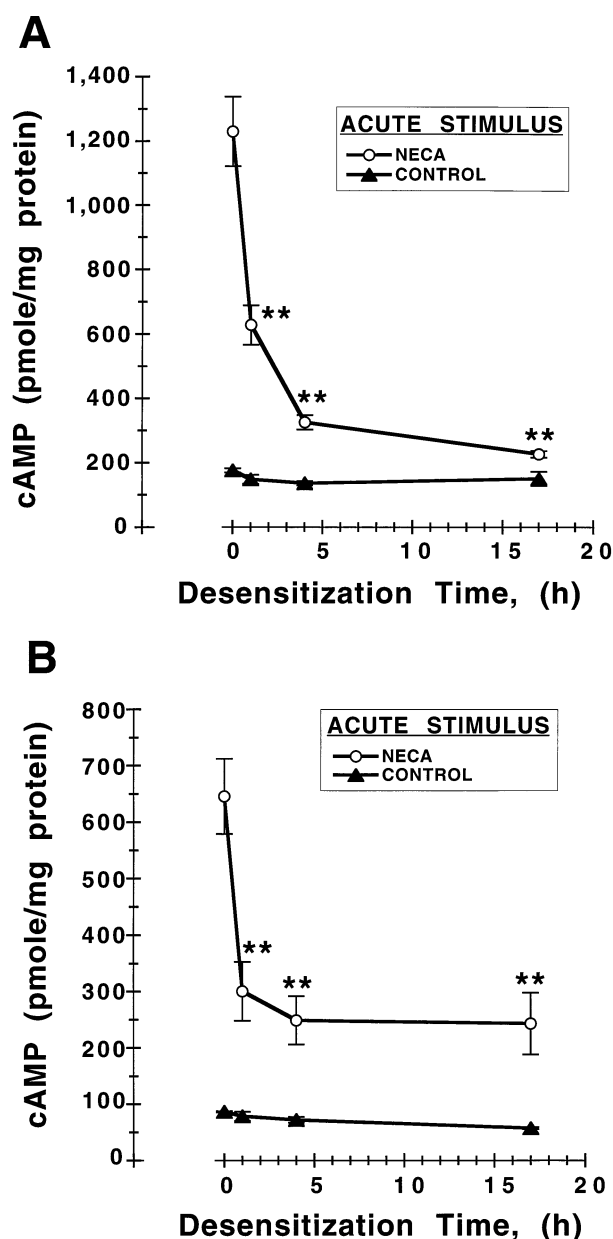 A
1,400
1,200
1,000
800
600
400
200
0
cAMP (pmole/mg protein)
ACUTE STIMULUS
NECA
CONTROL
**
**
**
0 5 10 15 20
Desensitization Time, (h)
B
800
700
600
500
400
300
200
100
0
cAMP (pmole/mg protein)
ACUTE STIMULUS
NECA
CONTROL
**
**
**
0 5 10 15 20
Desensitization Time, (h)